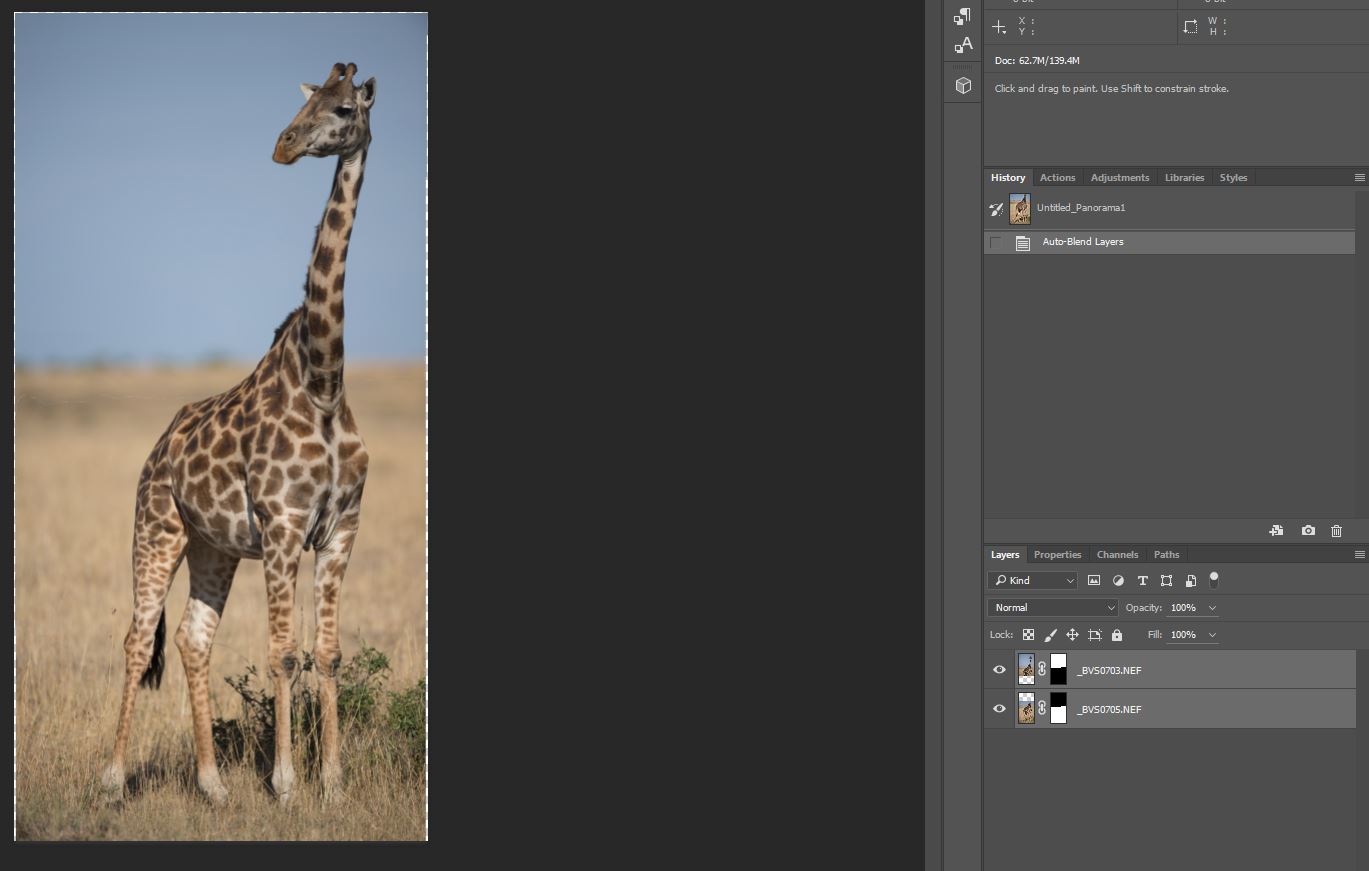 X :
Y :
W :
H :
Doc: 62.7M/139.4M
Click and drag to paint. Use Shift to constrain stroke.
History Actions Adjustments Libraries Styles
Untitled_Panorama1
Auto-Blend Layers
Layers Properties Channels Paths
Kind
Normal Opacity: 100%
Lock: Fill: 100%
_BVS0703.NEF
_BVS0705.NEF